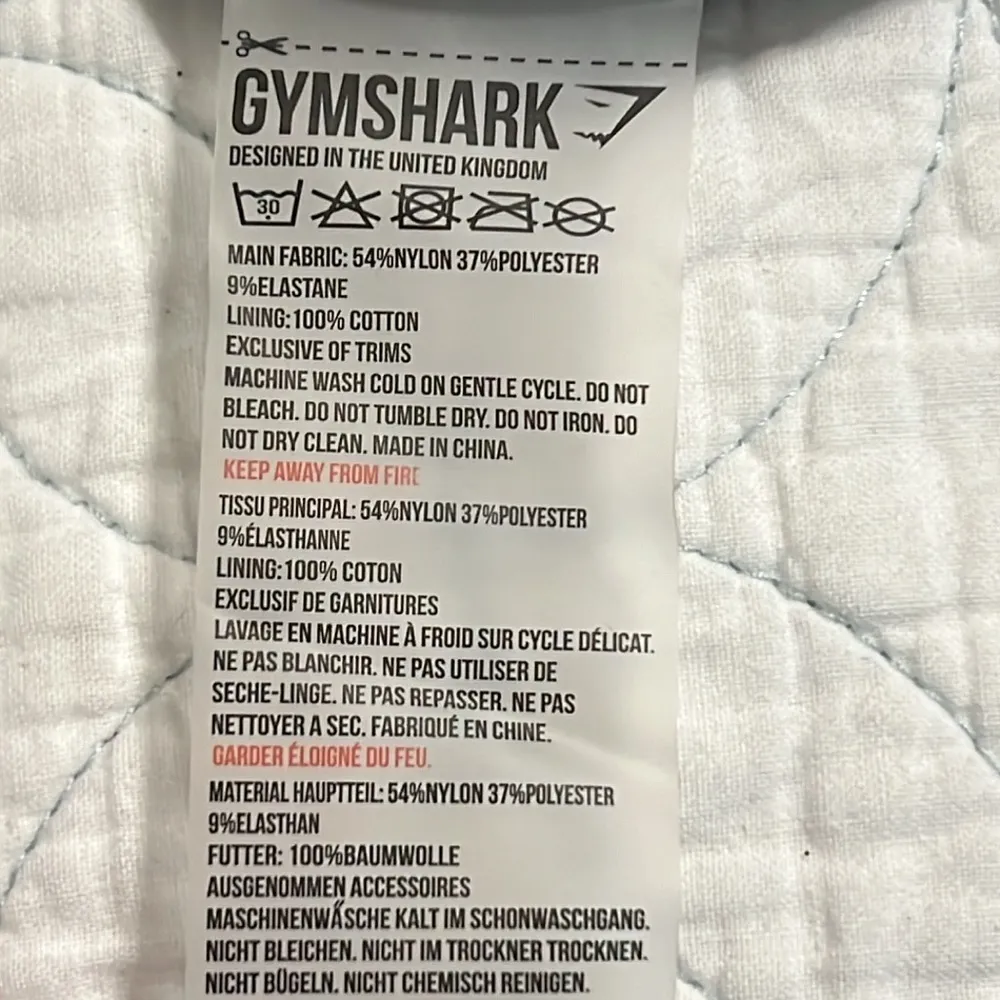 GYMSHARK
DESIGNED IN THE UNITED KINGDOM
30
MAIN FABRIC: 54%NYLON 37%POLYESTER
9%ELASTANE
LINING:100% COTTON
EXCLUSIVE OF TRIMS
MACHINE WASH COLD ON GENTLE CYCLE. DO NOT
BLEACH. DO NOT TUMBLE DRY. DO NOT IRON. DO
NOT DRY CLEAN. MADE IN CHINA.
KEEP AWAY FROM FIRE
TISSU PRINCIPAL: 54%NYLON 37%POLYESTER
9%ÉLASTHANNE
LINING:100% COTON
EXCLUSIF DE GARNITURES
LAVAGE EN MACHINE À FROID SUR CYCLE DÉLICAT.
NE PAS BLANCHIR. NE PAS UTILISER DE
SECHE-LINGE. NE PAS REPASSER. NE PAS
NETTOYER A SEC. FABRIQUÉ EN CHINE.
GARDER ÉLOIGNÉ DU FEU.
MATERIAL HAUPTTEIL: 54%NYLON 37%POLYESTER
9%ELASTHAN
FUTTER: 100%BAUMWOLLE
AUSGENOMMEN ACCESSOIRES
MASCHINENWÄSCHE KALT IM SCHONWASCHGANG.
NICHT BLEICHEN. NICHT IM TROCKNER TROCKNEN.
NICHT BÜGELN. NICHT CHEMISCH REINIGEN.